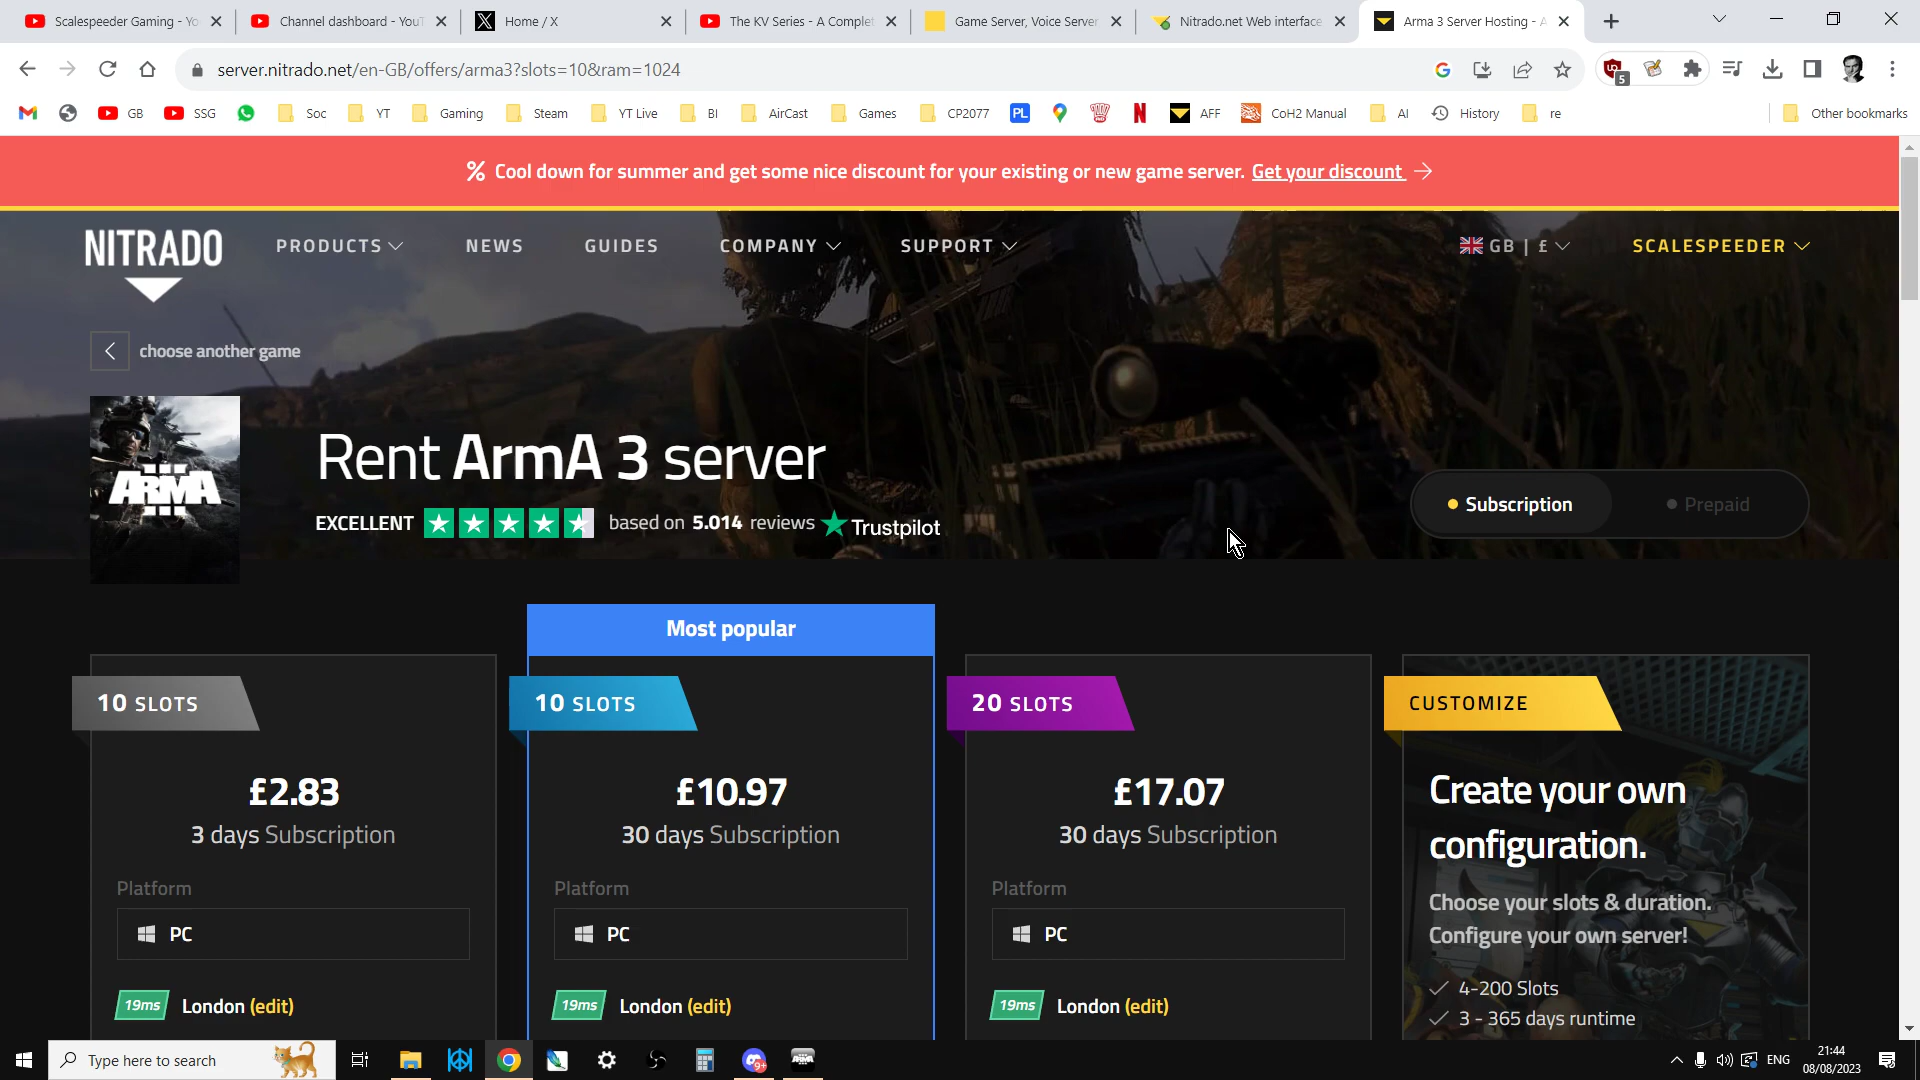 Scalespeeder Gaming - Yo
Channel dashboard - YouT
Home / X
The KV Series - A Complet
Game Server, Voice Server
Nitrado.net Web interface
Arma 3 Server Hosting - A
server.nitrado.net/en-GB/offers/arma3?slots=10&ram=1024
5
GB
SSG
Soc
YT
Gaming
Steam
YT Live
BI
AirCast
Games
CP2077
PL
AFF
CoH2 Manual
AI
History
re
Other bookmarks
% Cool down for summer and get some nice discount for your existing or new game server. Get your discount →
NITRADO
PRODUCTS
NEWS
GUIDES
COMPANY
SUPPORT
GB | £
SCALESPEEDER
choose another game
ARMA III
Rent ArmA 3 server
EXCELLENT
based on 5.014 reviews
Trustpilot
Subscription
Prepaid
Most popular
10 SLOTS
£2.83
3 days Subscription
Platform
PC
19ms London (edit)
10 SLOTS
£10.97
30 days Subscription
Platform
PC
19ms London (edit)
20 SLOTS
£17.07
30 days Subscription
Platform
PC
19ms London (edit)
CUSTOMIZE
Create your own
configuration.
Choose your slots & duration.
Configure your own server!
4-200 Slots
3 - 365 days runtime
Type here to search
9+
ENG
21:44
08/08/2023